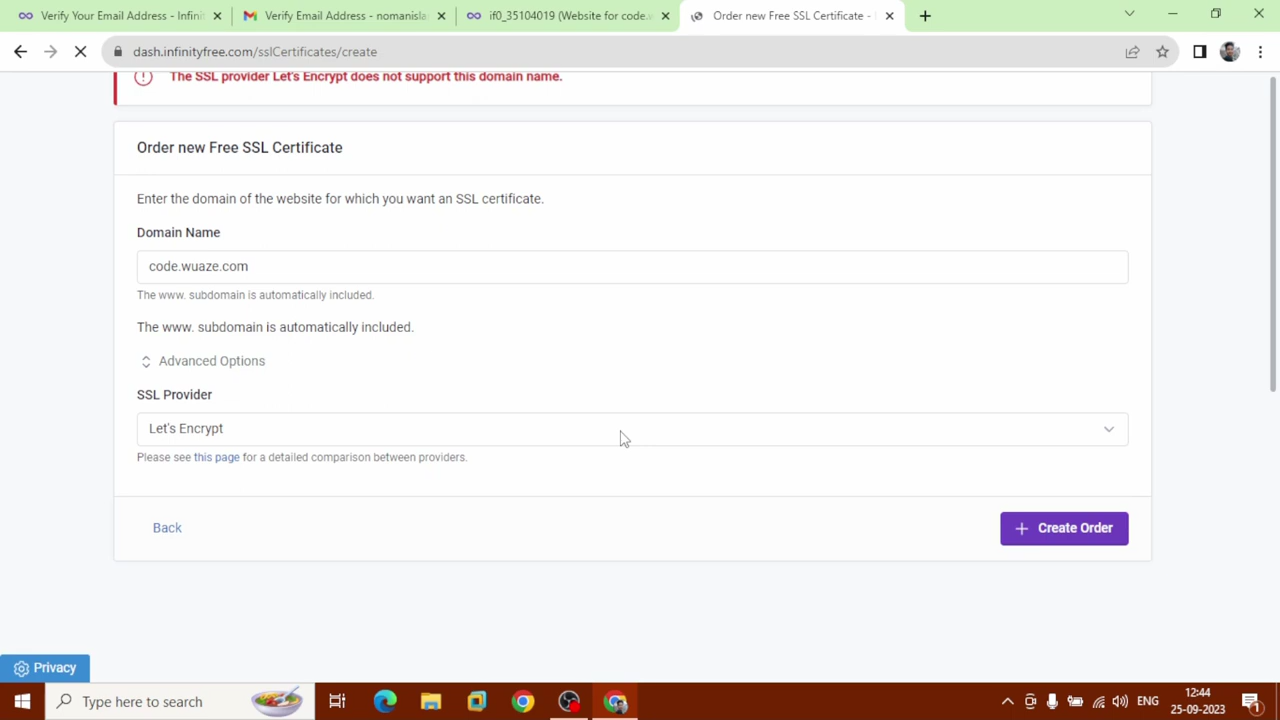 Verify Your Email Address - Infinit
Verify Email Address - nomanisla
if0_35104019 (Website for code.w
Order new Free SSL Certificate -
dash.infinityfree.com/sslCertificates/create
The SSL provider Let's Encrypt does not support this domain name.
Order new Free SSL Certificate
Enter the domain of the website for which you want an SSL certificate.
Domain Name
code.wuaze.com
The www. subdomain is automatically included.
The www. subdomain is automatically included.
Advanced Options
SSL Provider
Let's Encrypt
Please see this page for a detailed comparison between providers.
Back
Create Order
Privacy
Type here to search
ENG
12:44
25-09-2023
1